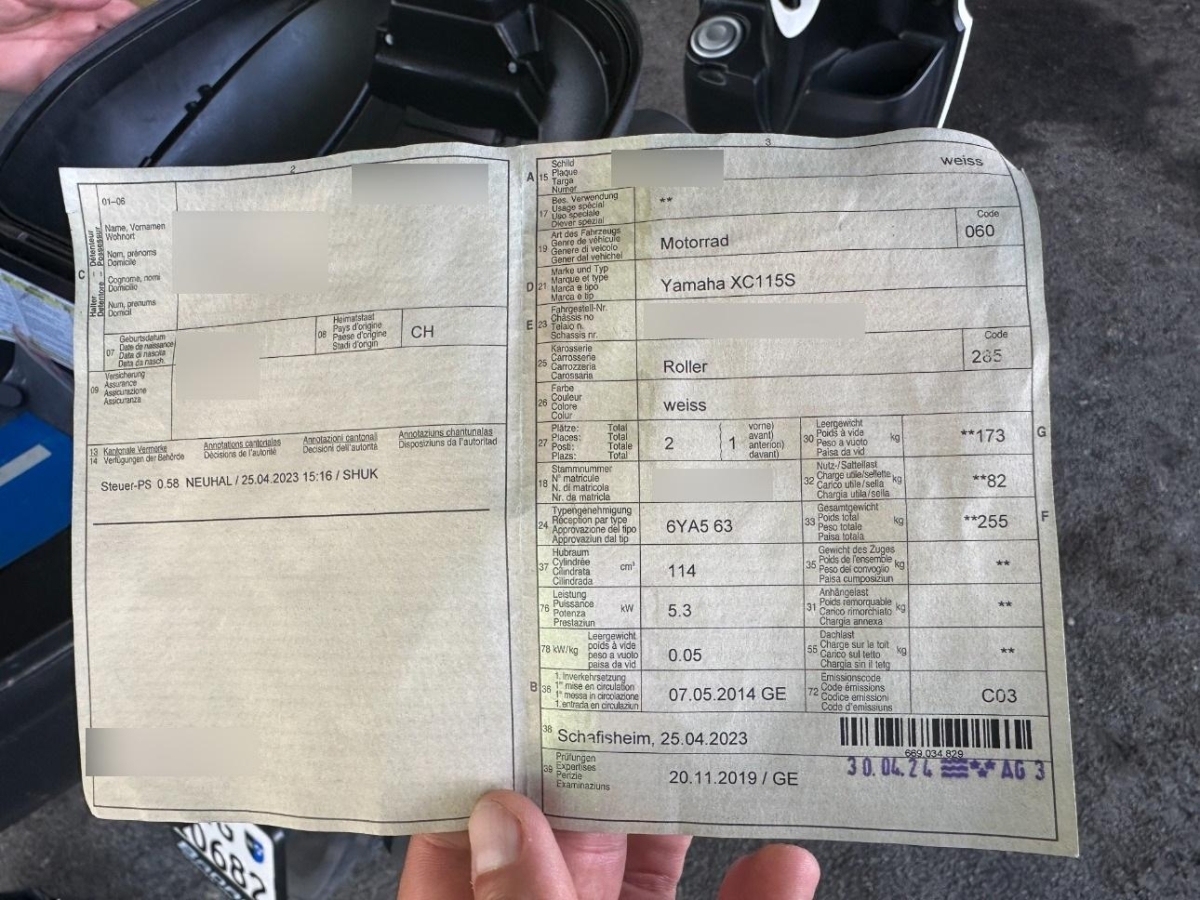 2
01-06
Halter Détenteur
Detentore Possessur
C
Name, Vornamen
Wohnort
Nom, prénoms
Domicile
Cognome, nomi
Domicilio
Num, prenums
Domicil
07
Geburtsdatum
Date de naissance
Data di nascita
Data da nasch.
08
Heimatstaat
Pays d'origine
Paese d'origine
Stadi d'origin
CH
09
Versicherung
Assurance
Assicurazione
Assicuranza
13
14
Kantonale Vermerke
Verfügungen der Behörde
Annotations cantonales
Décisions de l'autorité
Annotazioni cantonali
Decisioni dell'autorità
Annotaziuns chantunalas
Disposiziuns da l'autoritad
Steuer-PS 0.58 NEUHAL / 25.04.2023 15:16 / SHUK
3
A 15
Schild
Plaque
Targa
Numer
weiss
17
Bes. Verwendung
Usage spécial
Uso speciale
Diever spezial
**
19
Art des Fahrzeugs
Genre de véhicule
Genere di veicolo
Gener dal vehichel
Motorrad
Code
060
D 21
Marke und Typ
Marque et type
Marca e tipo
Marca e tip
Yamaha XC115S
E 23
Fahrgestell-Nr.
Châssis no
Telaio n.
Schassis nr.
25
Karosserie
Carrosserie
Carrozzeria
Carossaria
Roller
Code
265
26
Farbe
Couleur
Colore
Colur
weiss
27
Plätze: Total
Places: Total
Posti: Totale
Plazs: Total
2
1
vorne)
avant)
anteriori)
davant)
30
Leergewicht
Poids à vide
Peso a vuoto
Paisa da vid
kg
**173
G
18
Stammnummer
N° matricule
N. di matricola
Nr. da matricla
32
Nutz-/Sattellast
Charge utile/sellette
Carico utile/sella
Chargia utila/sella
kg
**82
24
Typengenehmigung
Réception par type
Approvazione del tipo
Approvaziun dal tip
6YA5 63
33
Gesamtgewicht
Poids total
Peso totale
Paisa totala
kg
**255
F
37
Hubraum
Cylindrée
Cilindrata
Cilindrada
cm³
114
35
Gewicht des Zuges
Poids de l'ensemble
Peso del convoglio
Paisa cumposiziun
kg
**
76
Leistung
Puissance
Potenza
Prestaziun
kW
5.3
31
Anhängelast
Poids remorquable
Carico rimorchiato
Chargia annexa
kg
**
78 kW/kg
Leergewicht
poids à vide
peso a vuoto
paisa da vid
0.05
55
Dachlast
Charge sur le toit
Carico sul tetto
Chargia sin il tetg
kg
**
B 36
1. Inverkehrsetzung
1re mise en circulation
1a messa in circolazione
1. entrada en circulaziun
07.05.2014 GE
72
Emissionscode
Code émissions
Codice emissioni
Code d'emissiuns
C03
38
Schafisheim, 25.04.2023
669.034.829
39
Prüfungen
Expertises
Perizie
Examinaziuns
20.11.2019 / GE
30.04.24 AG 3